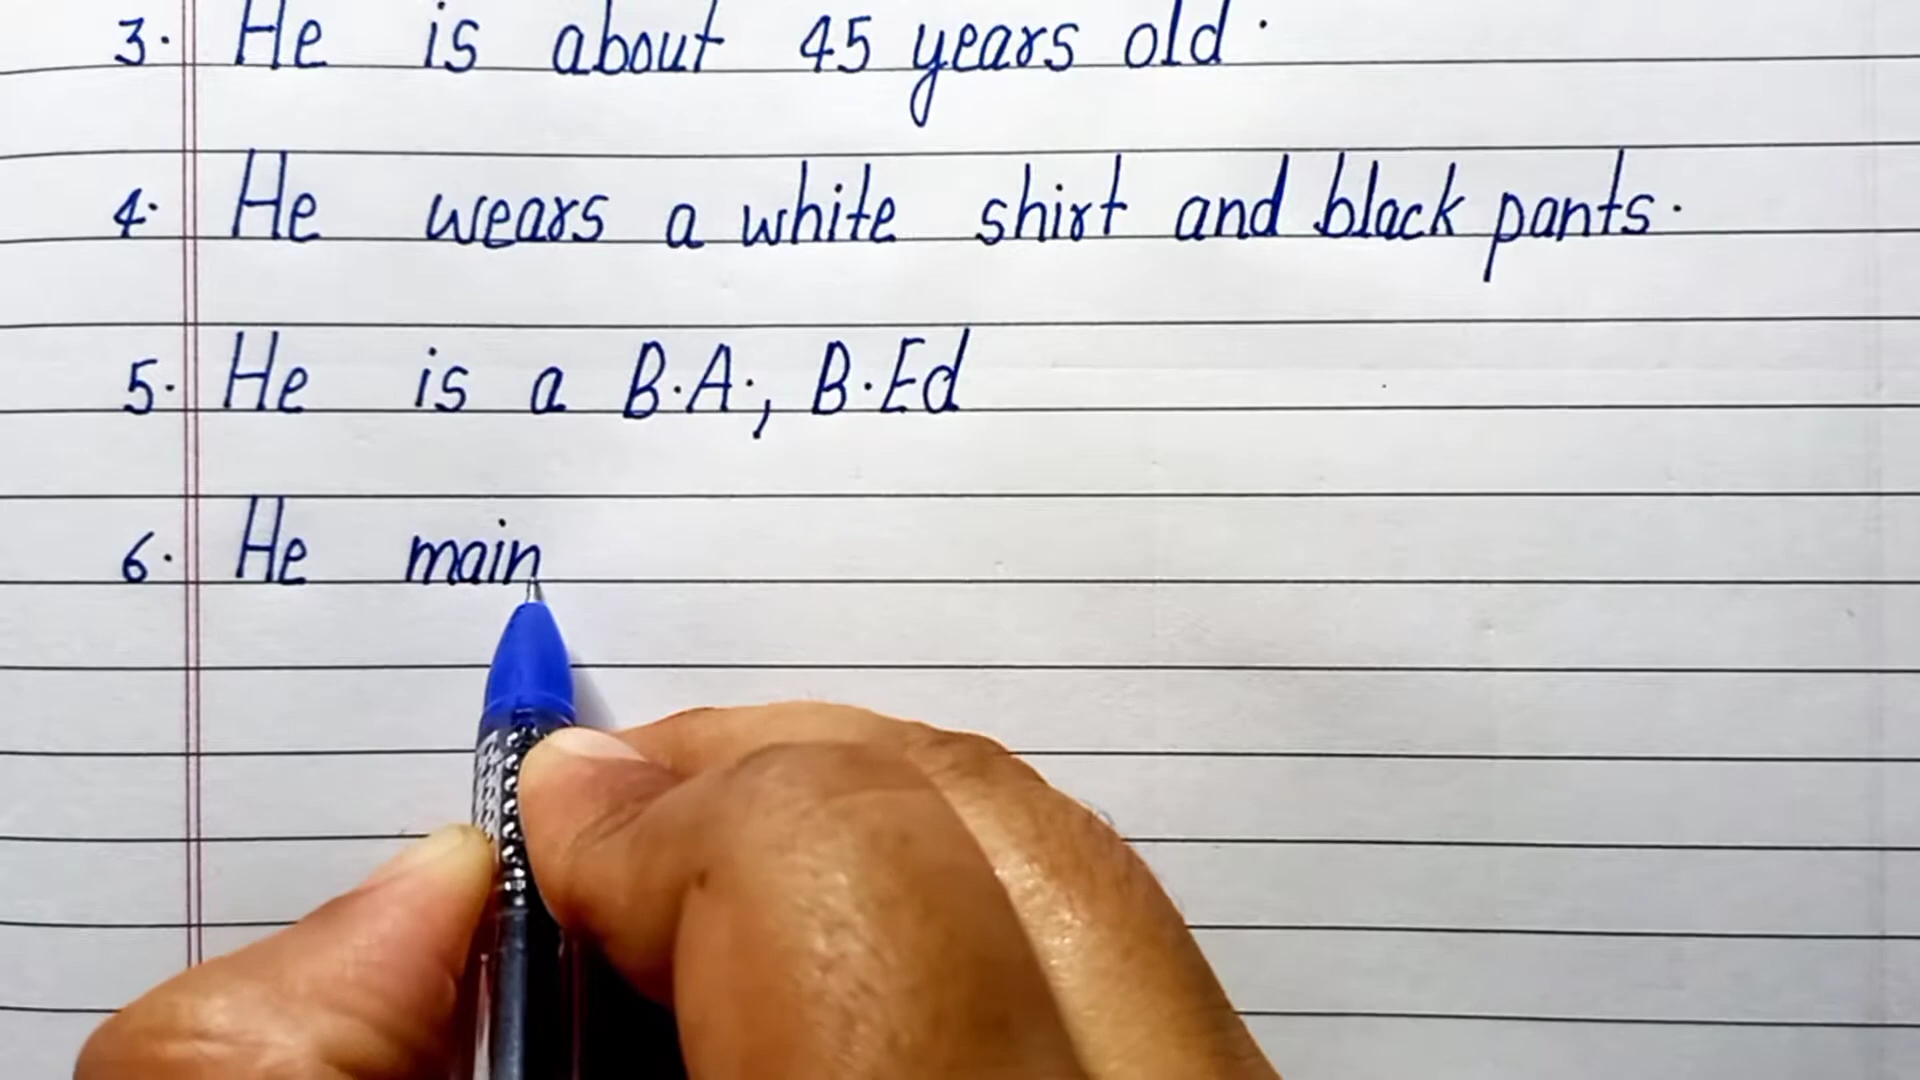 3. He is about 45 years old.
4. He wears a white shirt and black pants.
5. He is a B.A., B.Ed
6. He main